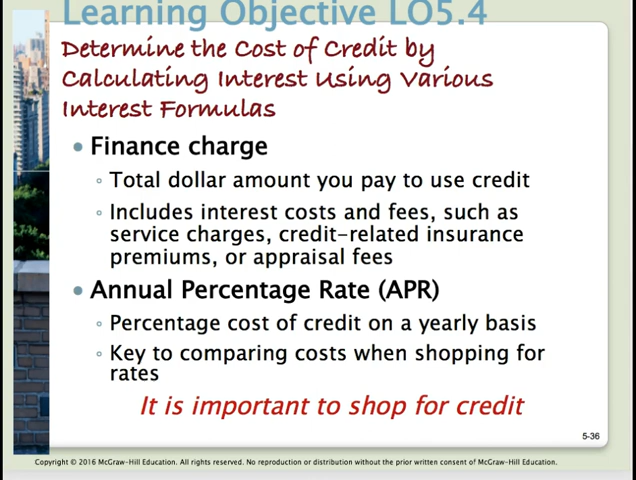 Learning Objective LO5.4
Determine the Cost of Credit by
Calculating Interest Using Various
Interest Formulas
• Finance charge
◦ Total dollar amount you pay to use credit
◦ Includes interest costs and fees, such as
service charges, credit-related insurance
premiums, or appraisal fees
• Annual Percentage Rate (APR)
◦ Percentage cost of credit on a yearly basis
◦ Key to comparing costs when shopping for
rates
It is important to shop for credit
5-36
Copyright © 2016 McGraw-Hill Education. All rights reserved. No reproduction or distribution without the prior written consent of McGraw-Hill Education.